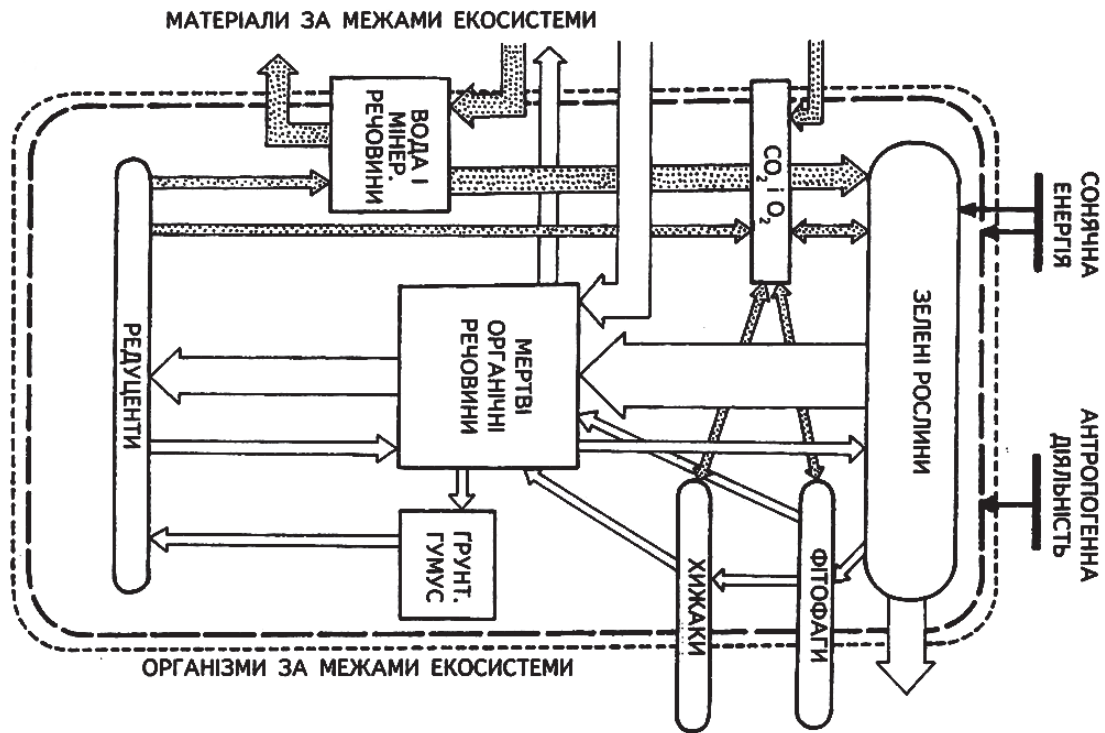 МАТЕРІАЛИ ЗА МЕЖАМИ ЕКОСИСТЕМИ
ВОДА І
МІНЕР.
РЕЧОВИНИ
CO₂ і O₂
СОНЯЧНА
ЕНЕРГІЯ
ЗЕЛЕНІ РОСЛИНИ
РЕДУЦЕНТИ
МЕРТВІ
ОРГАНІЧНІ
РЕЧОВИНИ
АНТРОПОГЕННА
ДІЯЛЬНІСТЬ
ҐРУНТ.
ГУМУС
ХИЖАКИ
ФІТОФАГИ
ОРГАНІЗМИ ЗА МЕЖАМИ ЕКОСИСТЕМИ